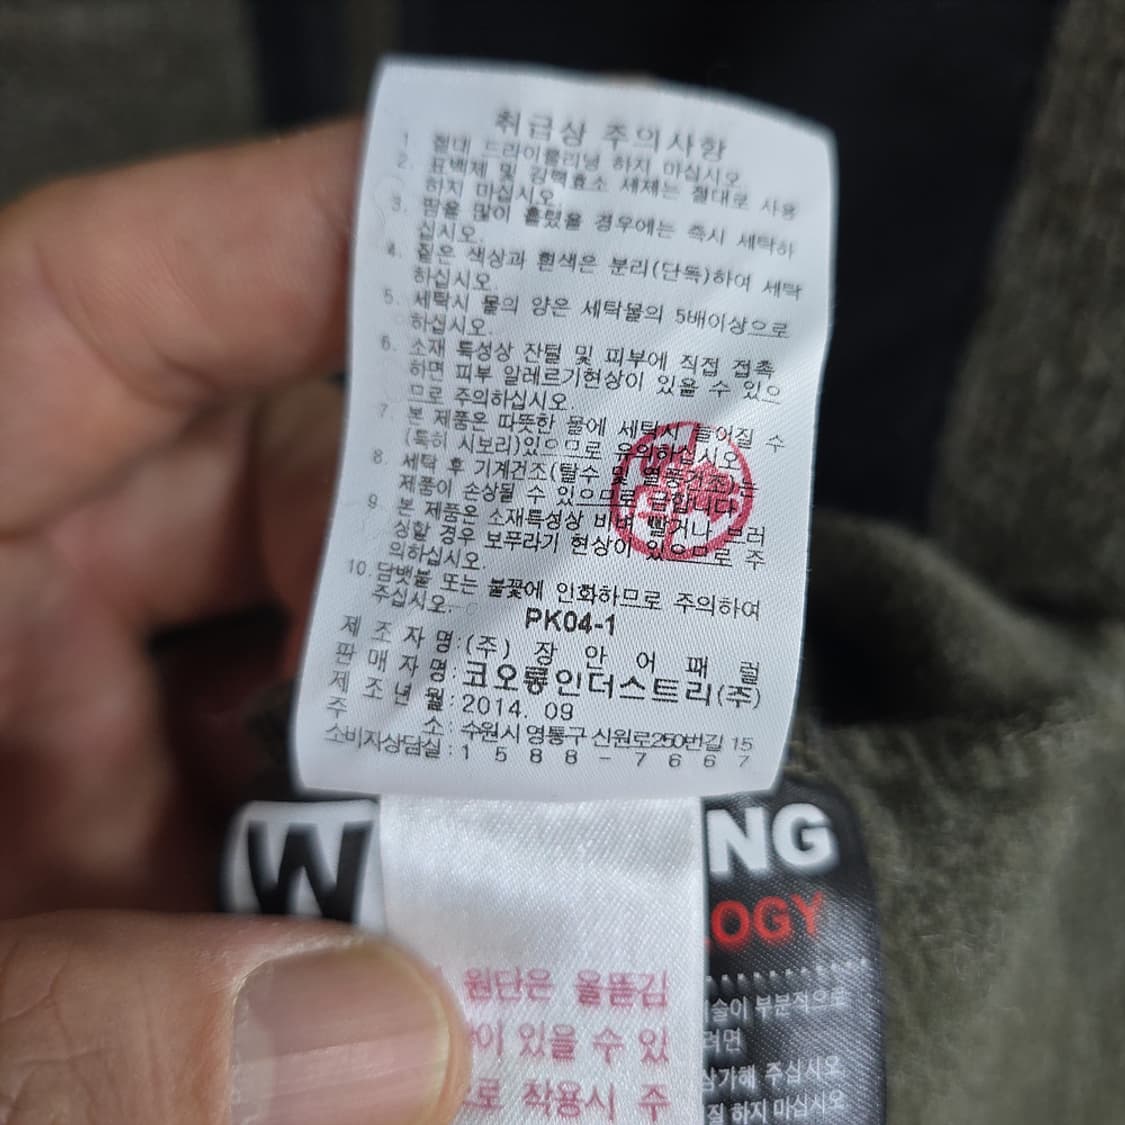 취급상 주의사항
1. 절대 드라이클리닝 하지 마십시오.
2. 표백제 및 강력효소 세제는 절대로 사용
하지 마십시오.
3. 땀을 많이 흘렸을 경우에는 즉시 세탁하
십시오.
4. 짙은 색상과 흰색은 분리(단독)하여 세탁
하십시오.
5. 세탁시 물의 양은 세탁물의 5배이상으로
하십시오.
6. 소재 특성상 잔털 및 피부에 직접 접촉
하면 피부 알레르기현상이 있을 수 있으
므로 주의하십시오.
7. 본 제품은 따뜻한 물에 세탁시 늘어질 수
(특히 시보리)있으므로 유의하십시오.
8. 세탁 후 기계건조(탈수 및 열풍건조)는
제품이 손상될 수 있으므로 금합니다.
9. 본 제품은 소재특성상 비벼 빨거나 브러
싱할 경우 보푸라기 현상이 있으므로 주
의하십시오.
10. 담뱃불 또는 불꽃에 인화하므로 주의하여
주십시오.
PK04-1
제조자명:(주)장안어패럴
판매자명:코오롱인더스트리(주)
제조년월:2014. 09
주 소: 수원시 영통구 신원로250번길 15
소비자상담실:1588-7667
W NG
OGY
원단은 올뜯김
이 있을 수 있
로 착용시 주
술이 부분적으로
려면
삼가해 주십시오.
질 하지 마십시오.